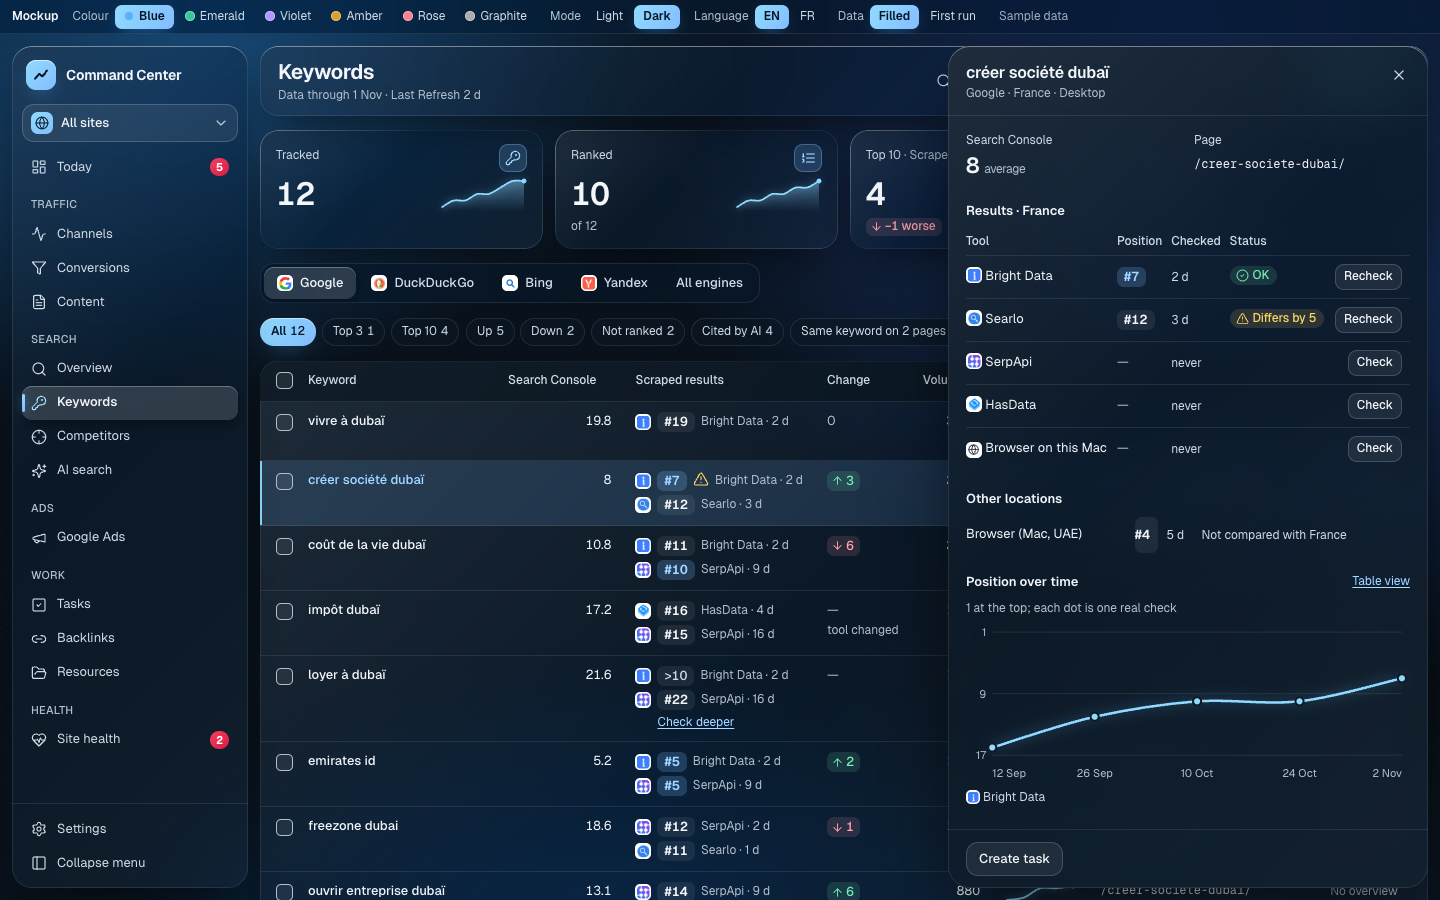 Mockup Colour Blue Emerald Violet Amber Rose Graphite Mode Light Dark Language EN FR Data Filled First run Sample data
Command Center
All sites
Today 5
TRAFFIC
Channels
Conversions
Content
SEARCH
Overview
Keywords
Competitors
AI search
ADS
Google Ads
WORK
Tasks
Backlinks
Resources
HEALTH
Site health 2
Settings
Collapse menu
Keywords
Data through 1 Nov · Last Refresh 2 d
Tracked
12
Ranked
10
of 12
Top 10 · Scrape
4
↓ −1 worse
Google DuckDuckGo Bing Yandex All engines
All 12 Top 3 1 Top 10 4 Up 5 Down 2 Not ranked 2 Cited by AI 4 Same keyword on 2 pages
Keyword Search Console Scraped results Change Volu
vivre à dubaï 19.8 #19 Bright Data · 2 d 0
créer société dubaï 8 #7 Bright Data · 2 d ↑ 3
#12 Searlo · 3 d
coût de la vie dubaï 10.8 #11 Bright Data · 2 d ↓ 6
#10 SerpApi · 9 d
impôt dubaï 17.2 #16 HasData · 4 d —
#15 SerpApi · 16 d tool changed
loyer à dubaï 21.6 >10 Bright Data · 2 d —
#22 SerpApi · 16 d
Check deeper
emirates id 5.2 #5 Bright Data · 2 d ↑ 2
#5 SerpApi · 9 d
freezone dubai 18.6 #12 SerpApi · 2 d ↓ 1
#11 Searlo · 1 d
ouvrir entreprise dubaï 13.1 #14 SerpApi · 9 d ↑ 6 880 /creer-societe-dubai/ No overview
créer société dubaï
Google · France · Desktop
Search Console Page
8 average /creer-societe-dubai/
Results · France
Tool Position Checked Status
Bright Data #7 2 d OK Recheck
Searlo #12 3 d Differs by 5 Recheck
SerpApi — never Check
HasData — never Check
Browser on this Mac — never Check
Other locations
Browser (Mac, UAE) #4 5 d Not compared with France
Position over time Table view
1 at the top; each dot is one real check
1
9
17
12 Sep 26 Sep 10 Oct 24 Oct 2 Nov
Bright Data
Create task